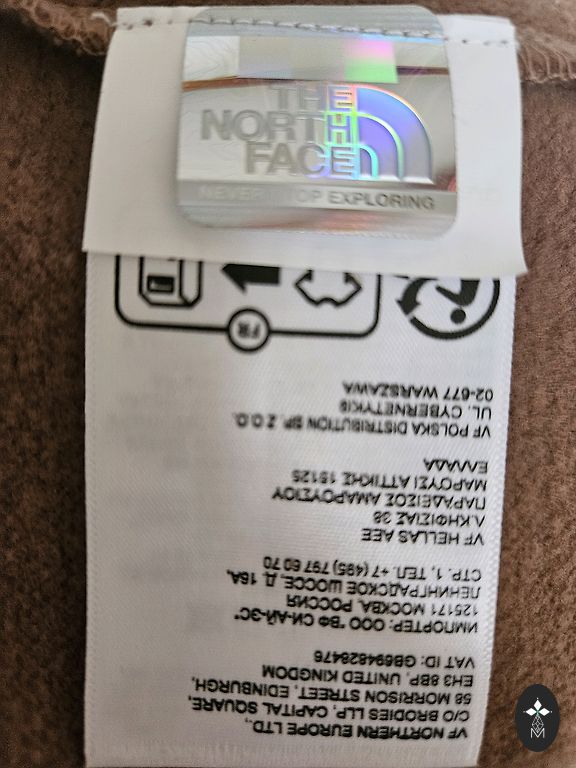 THE
NORTH
FACE
NEVER STOP EXPLORING
FR
VF NORTHERN EUROPE LTD.,
C/O BRODIES LLP, CAPITAL SQUARE,
58 MORRISON STREET, EDINBURGH,
EH3 8BP, UNITED KINGDOM
VAT ID: GB694828476
ИМПОРТЕР: ООО "ВФ СИ-АЙ-ЭС"
125171 МОСКВА, РОССИЯ
ЛЕНИНГРАДСКОЕ ШОССЕ, Д. 16А,
СТР. 1, ТЕЛ. +7 (495) 797 60 70
VF HELLAS AEE
Λ.ΚΗΦΙΣΙΑΣ 38
ΠΑΡΑΔΕΙΣΟΣ ΑΜΑΡΟΥΣΙΟΥ
ΜΑΡΟΥΣΙ ΑΤΤΙΚΗΣ 15125
ΕΛΛΑΔΑ
VF POLSKA DISTRIBUTION SP. Z O.O.
UL. CYBERNETYKI9
02-677 WARSZAWA
M